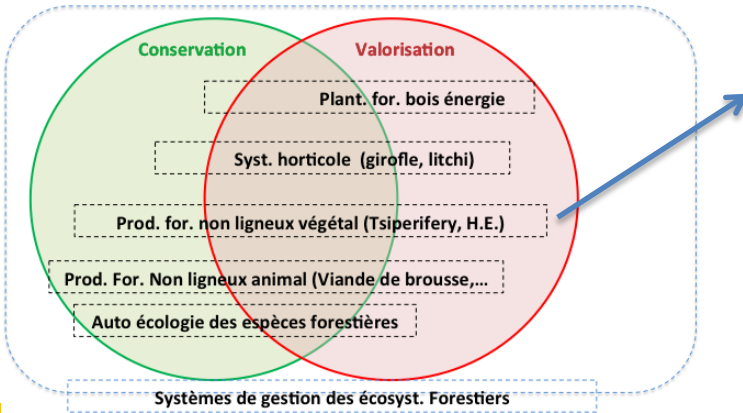 Conservation
Valorisation
Plant. for. bois énergie
Syst. horticole (girofle, litchi)
Prod. for. non ligneux végétal (Tsiperifery, H.E.)
Prod. For. Non ligneux animal (Viande de brousse,...
Auto écologie des espèces forestières
Systèmes de gestion des écosyst. Forestiers